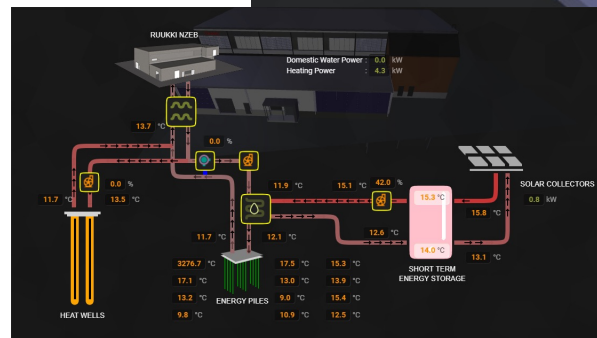 RUUKKI NZEB
Domestic Water Power : 0.0 kW
Heating Power : 4.3 kW
13.7 °C
0.0 %
0.0 %
11.7 °C 13.5 °C
11.9 °C 15.1 °C 42.0 %
15.3 °C
SOLAR COLLECTORS
0.8 kW
15.8 °C
11.7 °C 12.1 °C
12.6 °C
14.0 °C
13.1 °C
SHORT TERM
ENERGY STORAGE
3276.7 °C 17.5 °C 15.3 °C
17.1 °C 13.0 °C 13.9 °C
13.2 °C ENERGY PILES 9.0 °C 15.4 °C
9.8 °C 10.9 °C 12.5 °C
HEAT WELLS